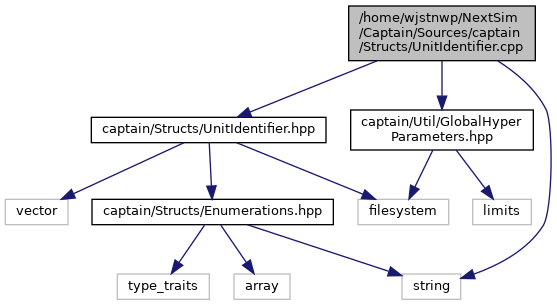 /home/wjstnwp/NextSim
/Captain/Sources/captain
/Structs/UnitIdentifier.cpp
captain/Structs/UnitIdentifier.hpp
captain/Util/GlobalHyper
Parameters.hpp
vector
captain/Structs/Enumerations.hpp
filesystem
limits
type_traits
array
string